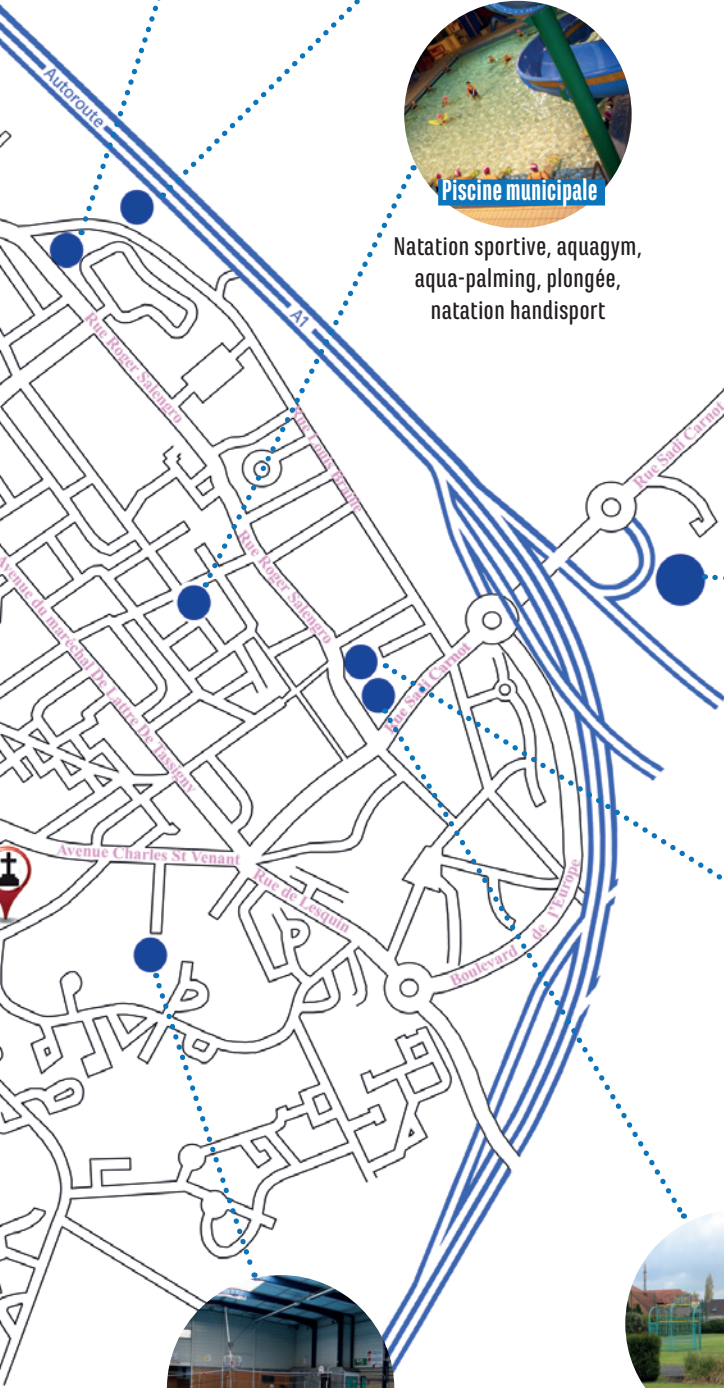 Autoroute
Piscine municipale
Natation sportive, aquagym,
aqua-palming, plongée,
natation handisport
A1
Rue Roger Salengro
Rue Louis Braille
Rue Sadi Carnot
Avenue du maréchal De Lattre De Tassigny
Rue Roger Salengro
Rue Sadi Carnot
Avenue Charles St Venant
Rue de Lesquin
Boulevard de l'Europe